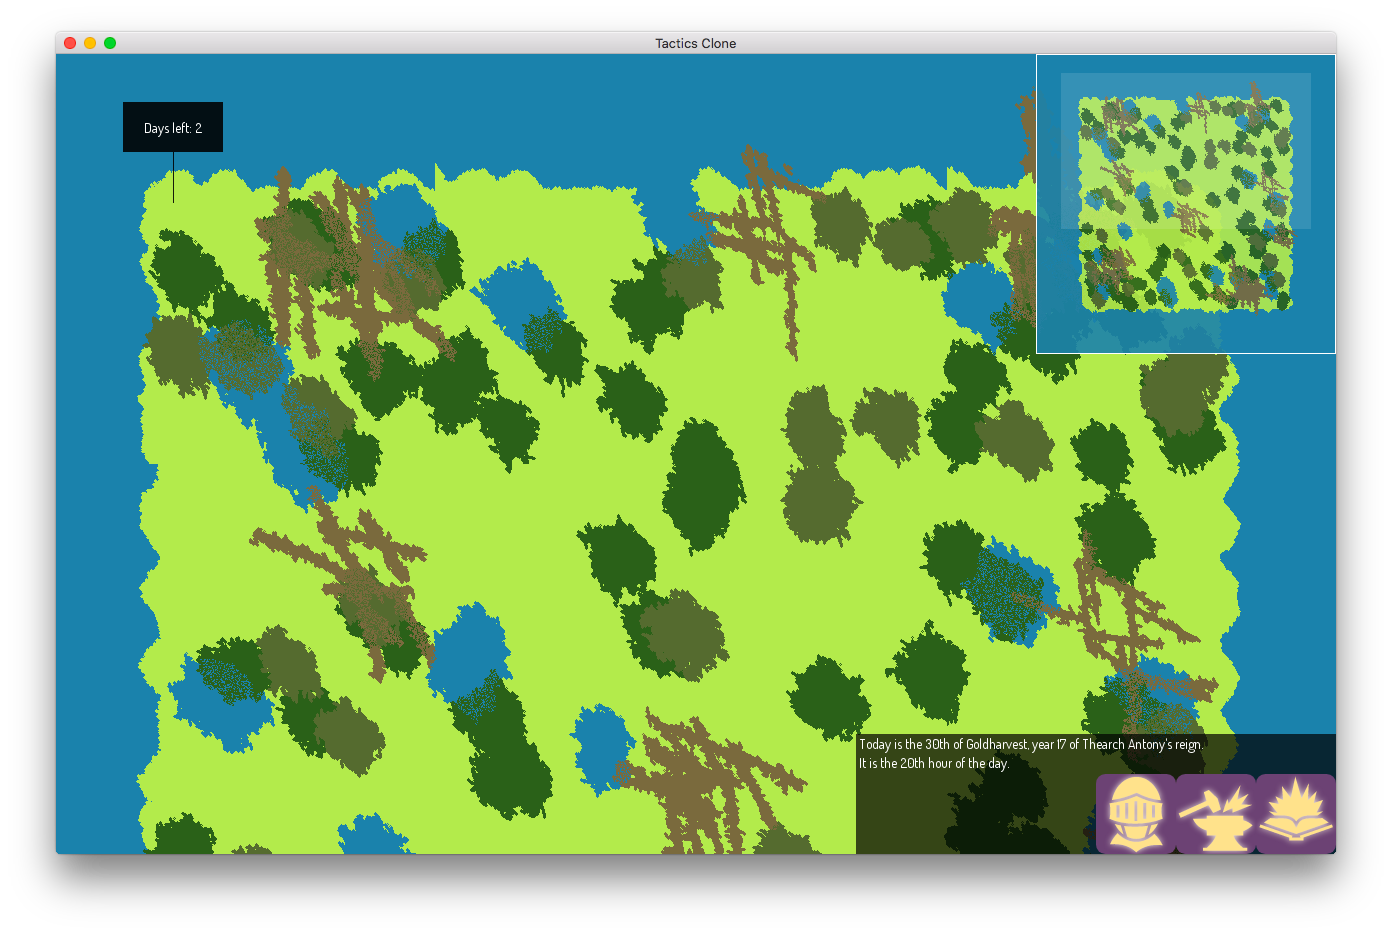 Tactics Clone
Days left: 2
Today is the 30th of Goldharvest, year 17 of Thearch Antony's reign.
It is the 20th hour of the day.